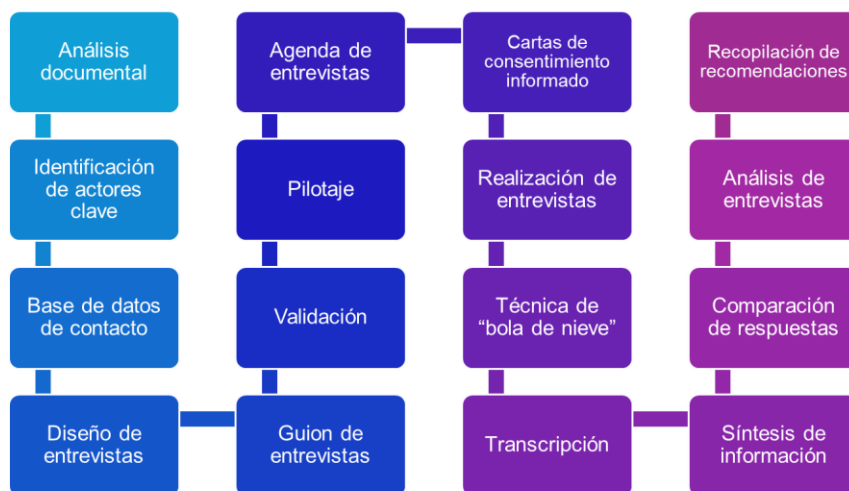 Análisis
documental
Identificación
de actores
clave
Base de datos
de contacto
Diseño de
entrevistas
Guion de
entrevistas
Validación
Pilotaje
Agenda de
entrevistas
Cartas de
consentimiento
informado
Realización de
entrevistas
Técnica de
“bola de nieve”
Transcripción
Síntesis de
información
Comparación
de respuestas
Análisis de
entrevistas
Recopilación de
recomendaciones